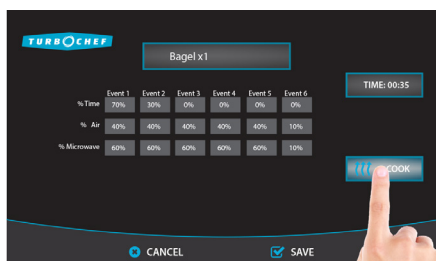 TURBOCHEF
Bagel x1
TIME: 00:35
Event 1 Event 2 Event 3 Event 4 Event 5 Event 6
% Time 70% 30% 0% 0% 0% 0%
% Air 40% 40% 40% 40% 40% 10%
% Microwave 60% 60% 60% 60% 60% 10%
COOK
CANCEL SAVE